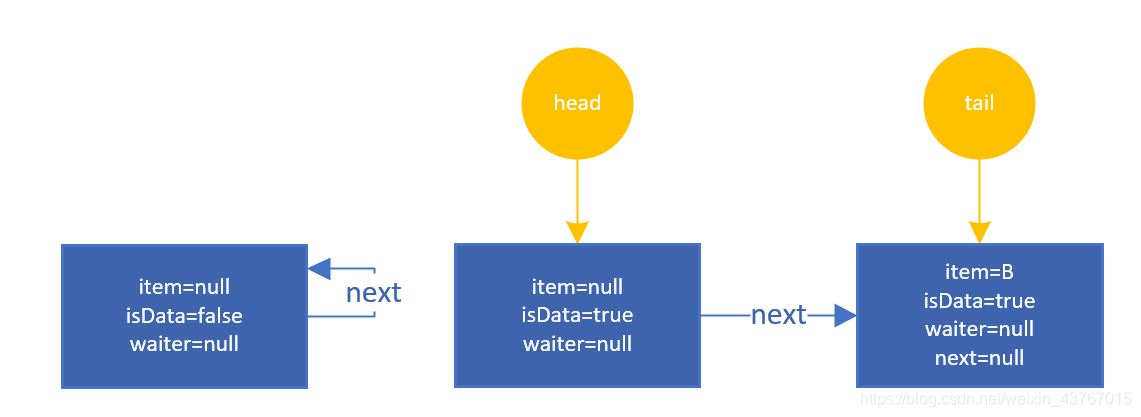 head
tail
item=null
isData=false
waiter=null
next
item=null
isData=true
waiter=null
next
item=B
isData=true
waiter=null
next=null
https://blog.csdn.net/weixin_43767015